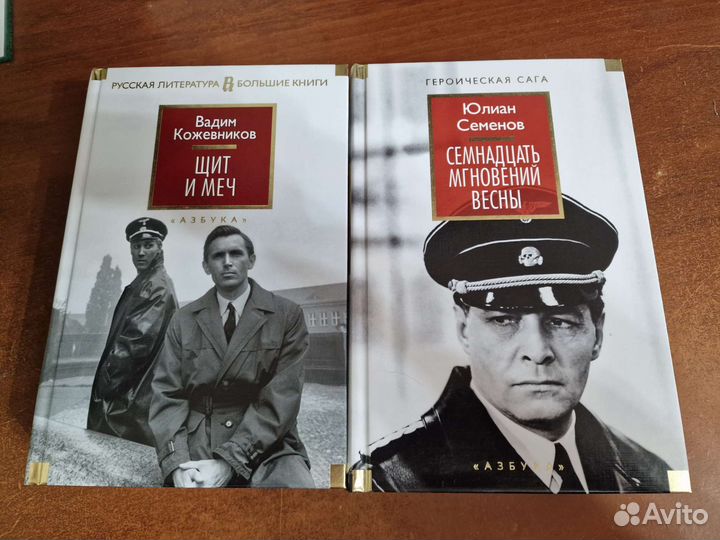 РУССКАЯ ЛИТЕРАТУРА БОЛЬШИЕ КНИГИ
Вадим
Кожевников
ЩИТ
И МЕЧ
«АЗБУКА»
ГЕРОИЧЕСКАЯ САГА
Юлиан
Семенов
СЕМНАДЦАТЬ
МГНОВЕНИЙ
ВЕСНЫ
«АЗБУКА»
Avito